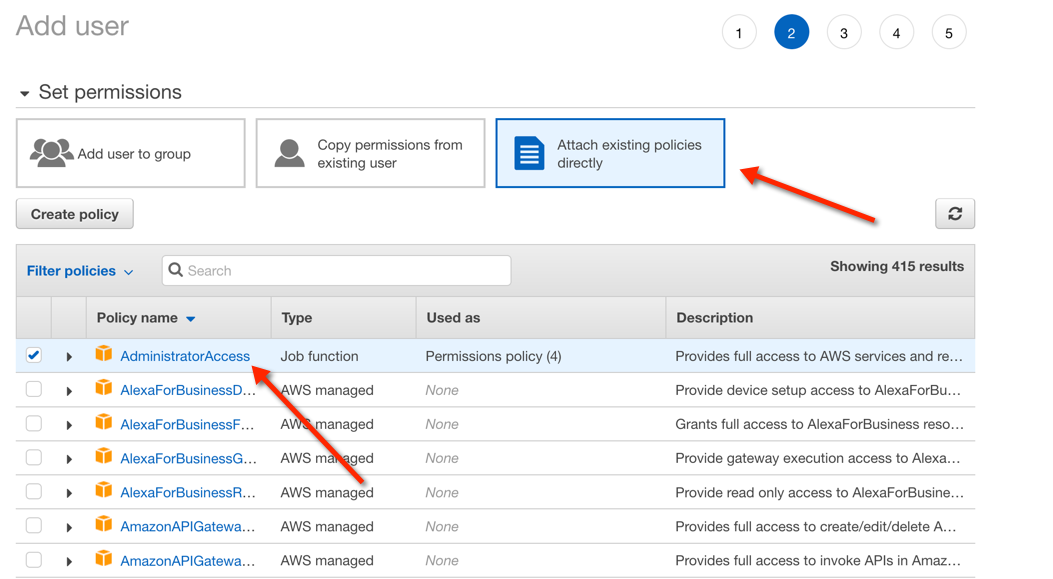 Add user
1 2 3 4 5
Set permissions
Add user to group
Copy permissions from
existing user
Attach existing policies
directly
Create policy
Filter policies Search Showing 415 results
Policy name Type Used as Description
AdministratorAccess Job function Permissions policy (4) Provides full access to AWS services and re…
AlexaForBusinessD… AWS managed None Provide device setup access to AlexaForBu…
AlexaForBusinessF… AWS managed None Grants full access to AlexaForBusiness reso…
AlexaForBusinessG… AWS managed None Provide gateway execution access to Alexa…
AlexaForBusinessR… AWS managed None Provide read only access to AlexaForBusine…
AmazonAPIGatewa… AWS managed None Provides full access to create/edit/delete A…
AmazonAPIGatewa… AWS managed None Provides full access to invoke APIs in Amaz…